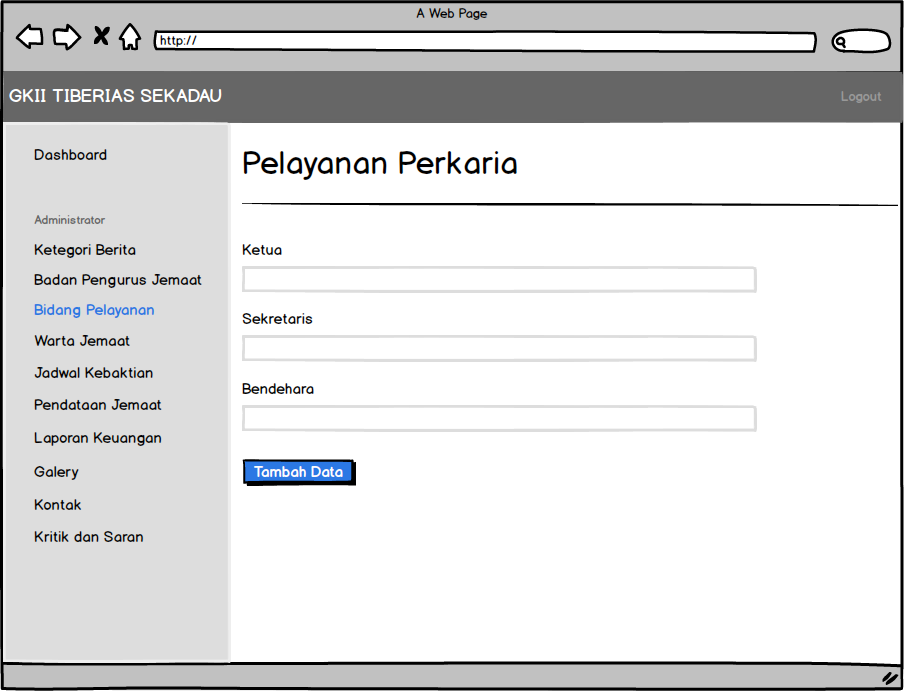 A Web Page
http://
GKII TIBERIAS SEKADAU
Logout
Dashboard
Administrator
Ketegori Berita
Badan Pengurus Jemaat
Bidang Pelayanan
Warta Jemaat
Jadwal Kebaktian
Pendataan Jemaat
Laporan Keuangan
Galery
Kontak
Kritik dan Saran
Pelayanan Perkaria
Ketua
Sekretaris
Bendehara
Tambah Data